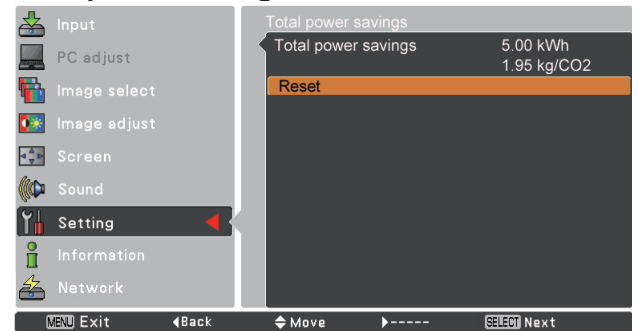 Input
PC adjust
Image select
Image adjust
Screen
Sound
Setting
Information
Network
Total power savings
Total power savings 5.00 kWh
1.95 kg/CO2
Reset
MENU Exit Back Move ----- SELECT Next